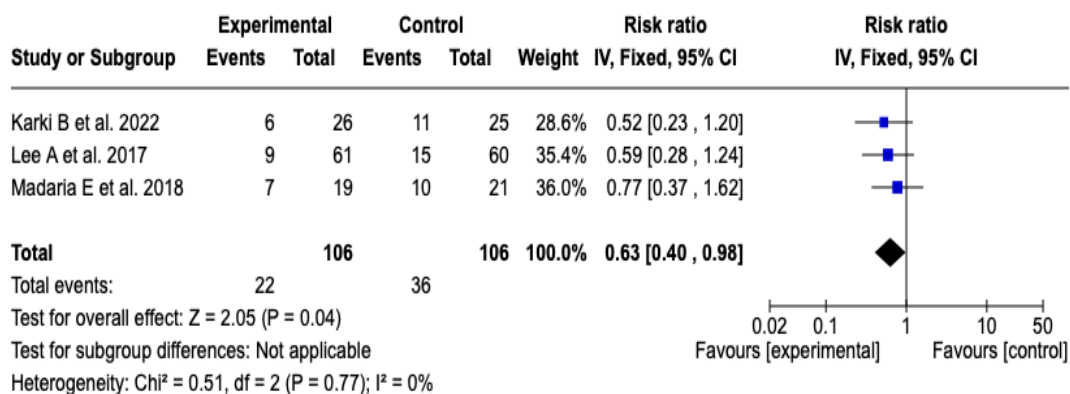 Experimental Control Risk ratio Risk ratio
Study or Subgroup Events Total Events Total Weight IV, Fixed, 95% CI IV, Fixed, 95% CI
Karki B et al. 2022 6 26 11 25 28.6% 0.52 [0.23 , 1.20]
Lee A et al. 2017 9 61 15 60 35.4% 0.59 [0.28 , 1.24]
Madaria E et al. 2018 7 19 10 21 36.0% 0.77 [0.37 , 1.62]
Total 106 106 100.0% 0.63 [0.40 , 0.98]
Total events: 22 36
Test for overall effect: Z = 2.05 (P = 0.04)
0.02 0.1 1 10 50
Test for subgroup differences: Not applicable
Favours [experimental] Favours [control]
Heterogeneity: Chi² = 0.51, df = 2 (P = 0.77); I² = 0%